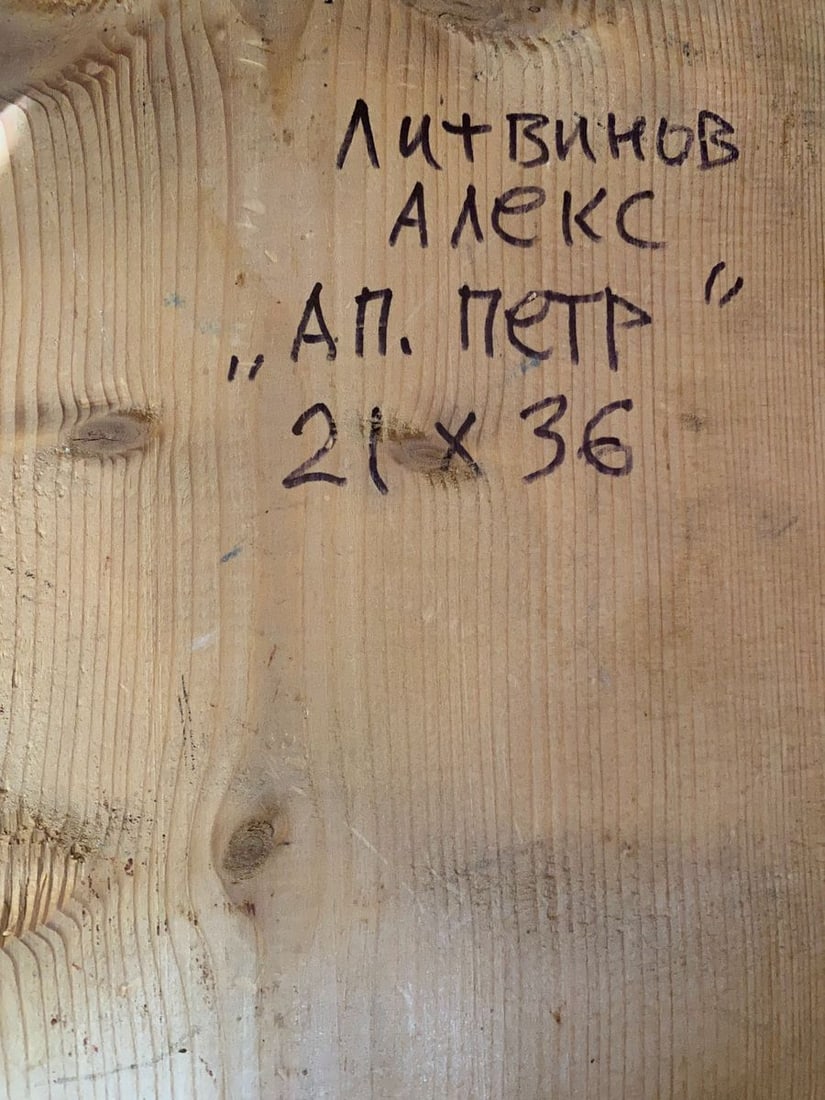 Литвинов
Алекс
„Ап. Петр"
21 x 36